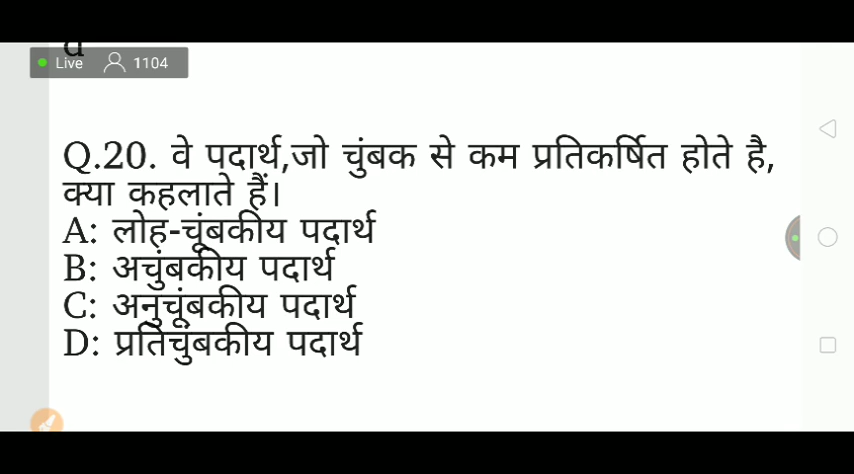 Live 1104
Q.20. वे पदार्थ,जो चुंबक से कम प्रतिकर्षित होते है,
क्या कहलाते हैं।
A: लोह-चूंबकीय पदार्थ
B: अचुंबकीय पदार्थ
C: अनुचूंबकीय पदार्थ
D: प्रतिचुंबकीय पदार्थ